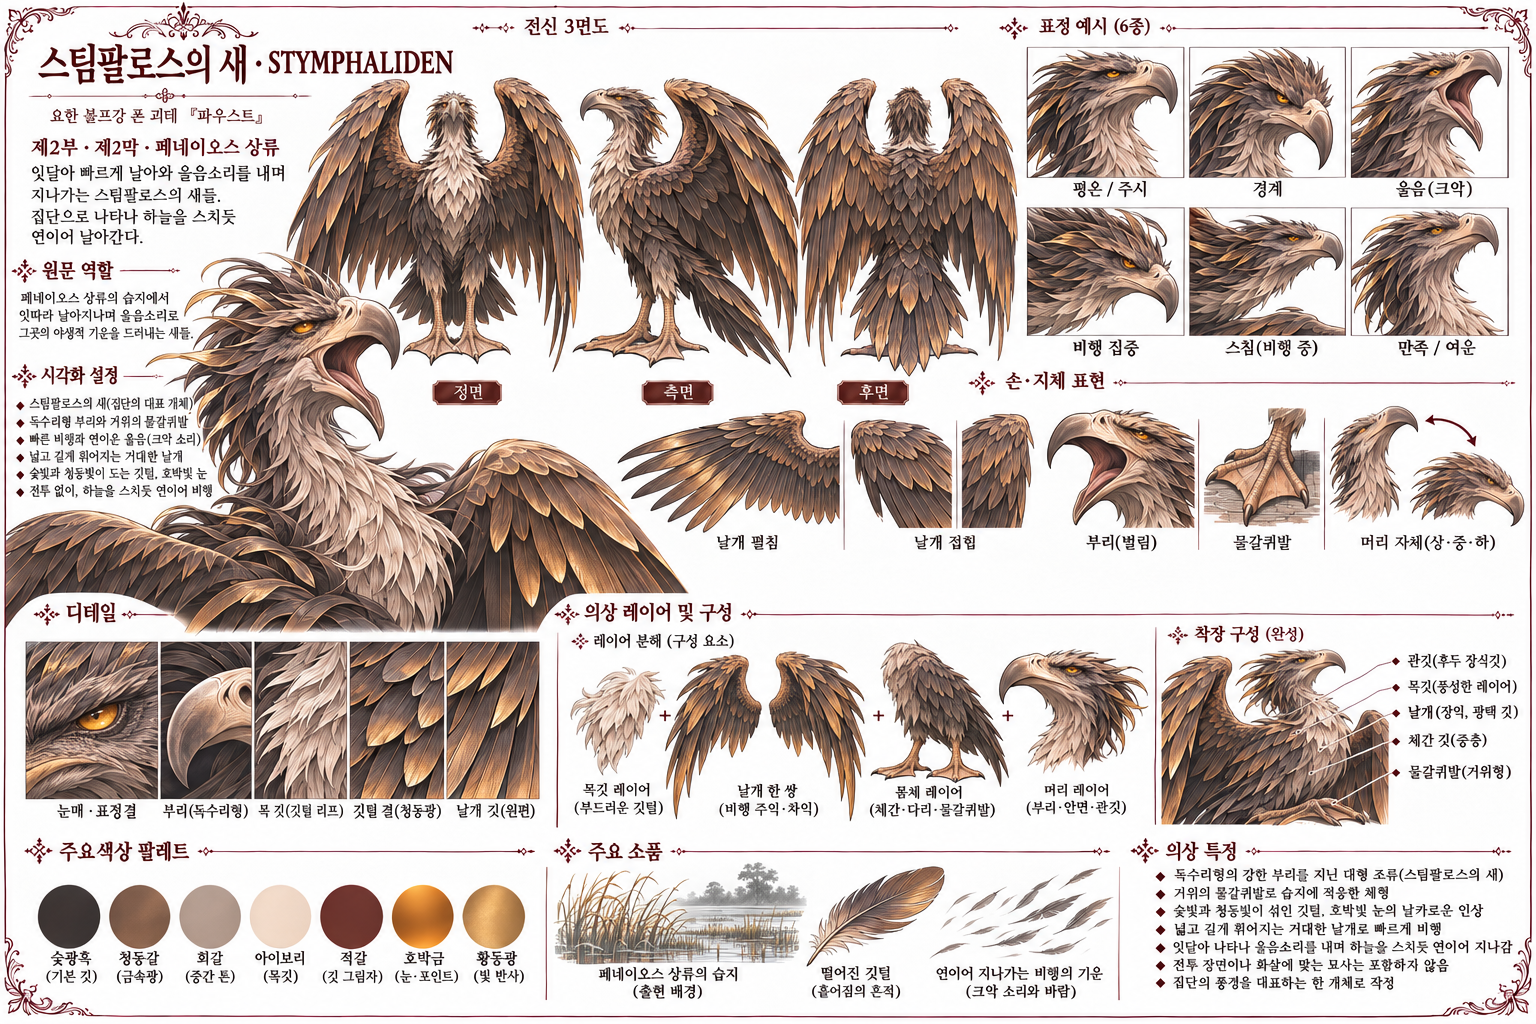 스팀팔로스의 새 · STYMPHALIDEN
요한 볼프강 폰 괴테 『파우스트』
제2부 · 제2막 · 페네이오스 상류
잇달아 빠르게 날아와 울음소리를 내며
지나가는 스팀팔로스의 새들.
집단으로 나타나 하늘을 스치듯
연이어 날아간다.
원문 역할
페네이오스 상류의 습지에서
잇따라 날아지나며 울음소리로
그곳의 야생적 기운을 드러내는 새들.
시각화 설정
스팀팔로스의 새(집단의 대표 개체)
독수리형 부리와 거위의 물갈퀴발
빠른 비행과 연이은 울음(크악 소리)
넓고 길게 휘어지는 거대한 날개
숯빛과 청동빛이 도는 깃털, 호박빛 눈
전투 없이, 하늘을 스치듯 연이어 비행
전신 3면도
정면
측면
후면
표정 예시 (6종)
평온 / 주시
경계
울음(크악)
비행 집중
스침(비행 중)
만족 / 여운
손·지체 표현
날개 펼침
날개 접힘
부리(벌림)
물갈퀴발
머리 자체(상·중·하)
디테일
눈매 · 표정결
부리(독수리형)
목 깃(깃털 리프)
깃털 결(청동광)
날개 깃(원편)
의상 레이어 및 구성
레이어 분해 (구성 요소)
목깃 레이어
(부드러운 깃털)
+
날개 한 쌍
(비행 주익·차익)
+
몸체 레이어
(체간·다리·물갈퀴발)
+
머리 레이어
(부리·안면·관깃)
착장 구성 (완성)
관깃(후두 장식깃)
목깃(풍성한 레이어)
날개(장익, 광택 깃)
체간 깃(중층)
물갈퀴발(거위형)
주요색상 팔레트
숯광흑
(기본 깃)
청동갈
(금속광)
회갈
(중간 톤)
아이보리
(목깃)
적갈
(깃 그림자)
호박금
(눈·포인트)
황동광
(빛 반사)
주요 소품
페네이오스 상류의 습지
(출현 배경)
떨어진 깃털
(흩어짐의 흔적)
연이어 지나가는 비행의 기운
(크악 소리와 바람)
의상 특정
독수리형의 강한 부리를 지닌 대형 조류(스팀팔로스의 새)
거위의 물갈퀴발로 습지에 적응한 체형
숯빛과 청동빛이 섞인 깃털, 호박빛 눈의 날카로운 인상
넓고 길게 휘어지는 거대한 날개로 빠르게 비행
잇달아 나타나 울음소리를 내며 하늘을 스치듯 연이어 지나감
전투 장면이나 화살에 맞는 묘사는 포함하지 않음
집단의 풍경을 대표하는 한 개체로 작정